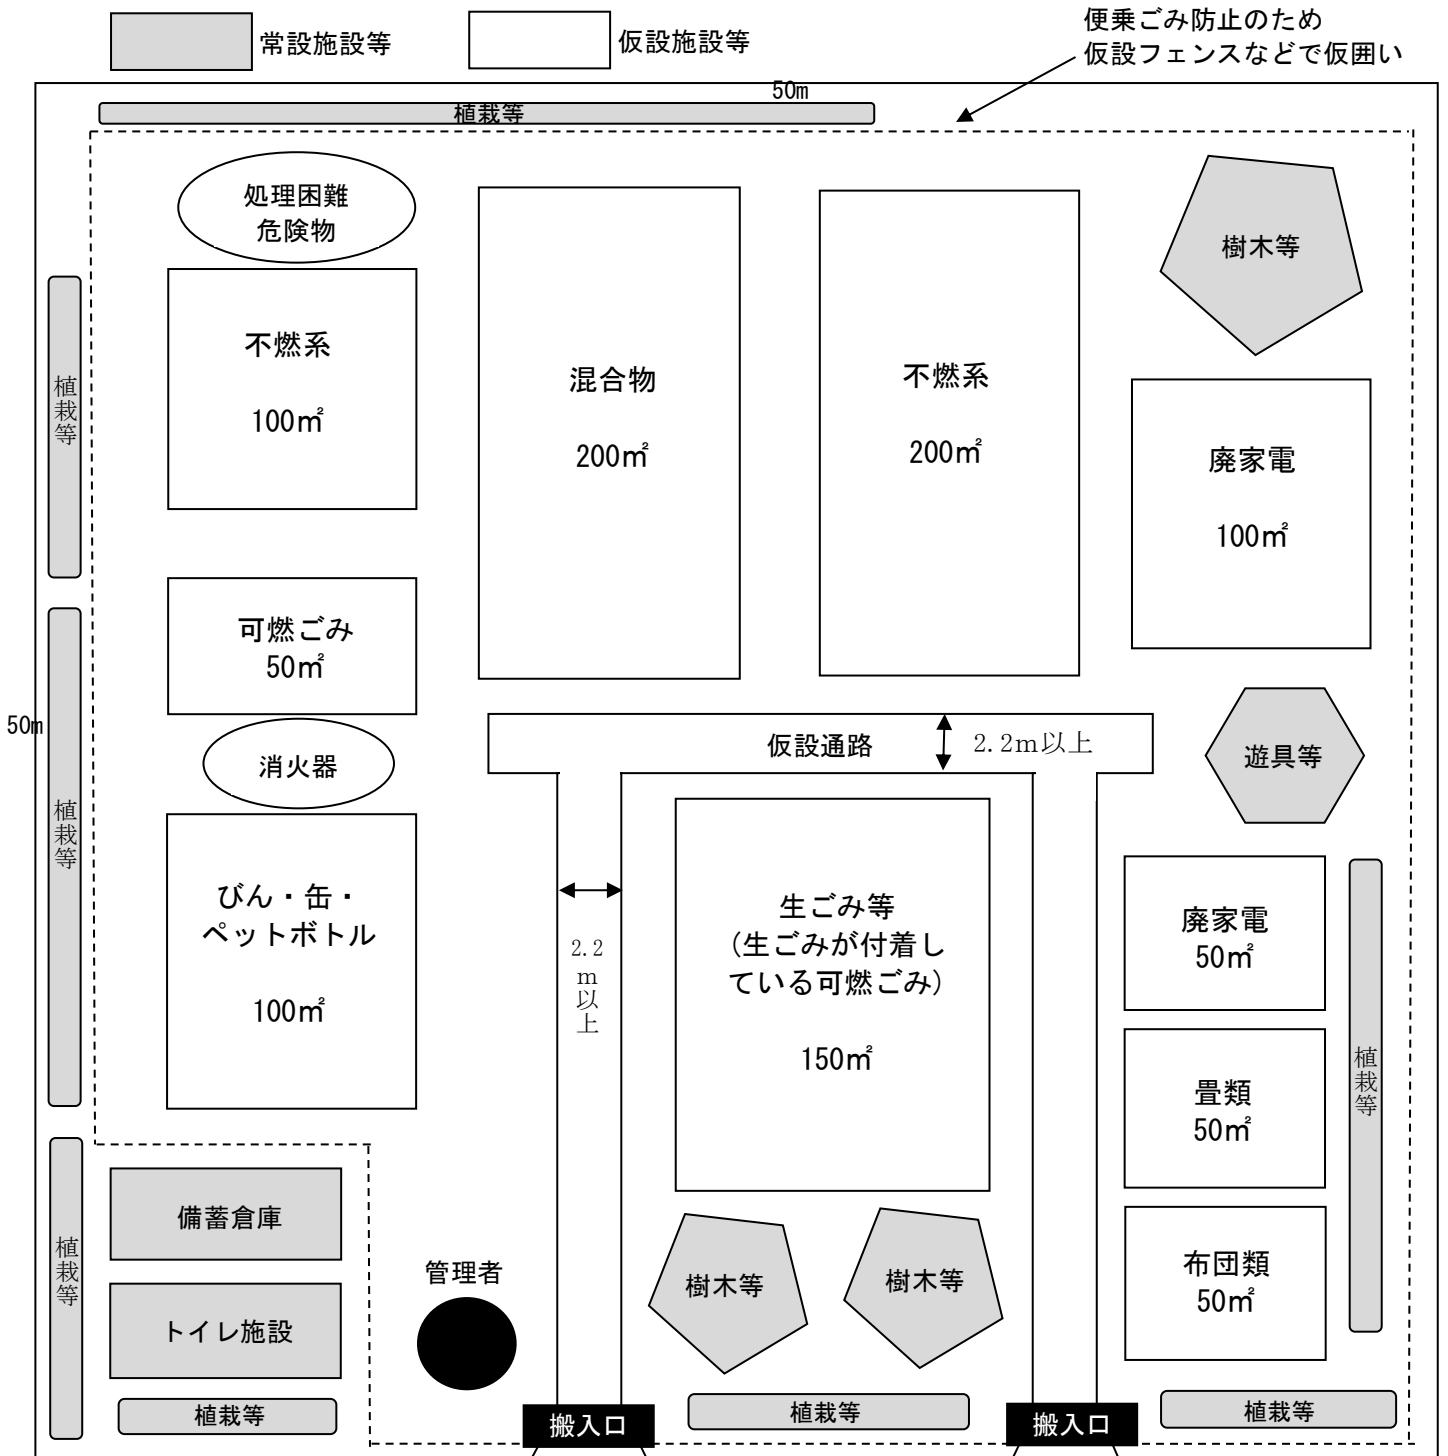 常設施設等
仮設施設等
便乗ごみ防止のため
仮設フェンスなどで仮囲い
50m
植栽等
処理困難
危険物
樹木等
不燃系
100㎡
混合物
200㎡
不燃系
200㎡
廃家電
100㎡
植栽等
可燃ごみ
50㎡
50m
仮設通路
2.2m以上
遊具等
消火器
植栽等
びん・缶・
ペットボトル
100㎡
2.2
m
以
上
生ごみ等
(生ごみが付着し
ている可燃ごみ)
150㎡
廃家電
50㎡
畳類
50㎡
植栽等
布団類
50㎡
備蓄倉庫
植栽等
管理者
樹木等
樹木等
トイレ施設
植栽等
搬入口
植栽等
搬入口
植栽等